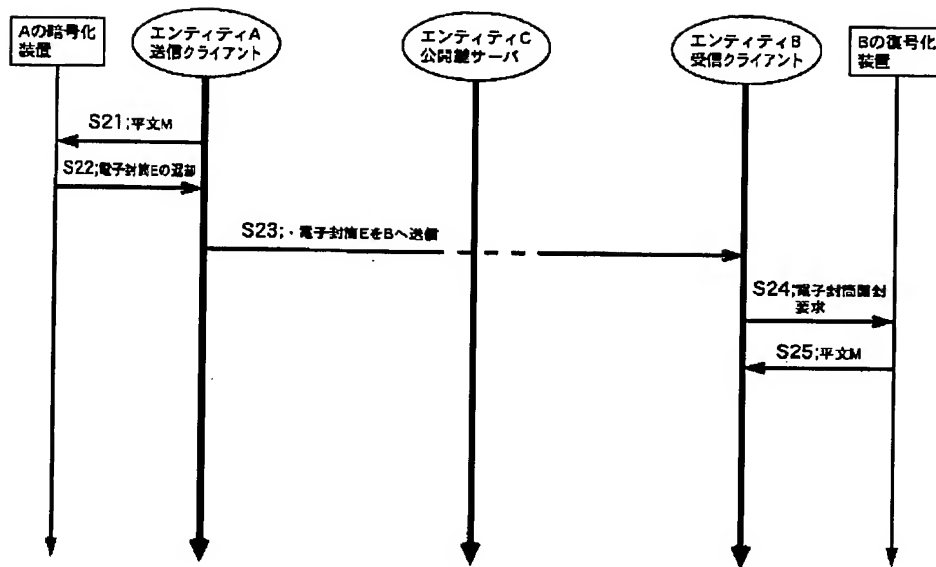 Aの暗号化
装置
エンティティA
送信クライアント
エンティティC
公開鍵サーバ
エンティティB
受信クライアント
Bの復号化
装置
S21;平文M
S22;電子封筒Eの返却
S23;・電子封筒EをBへ送信
S24;電子封筒開封
要求
S25;平文M